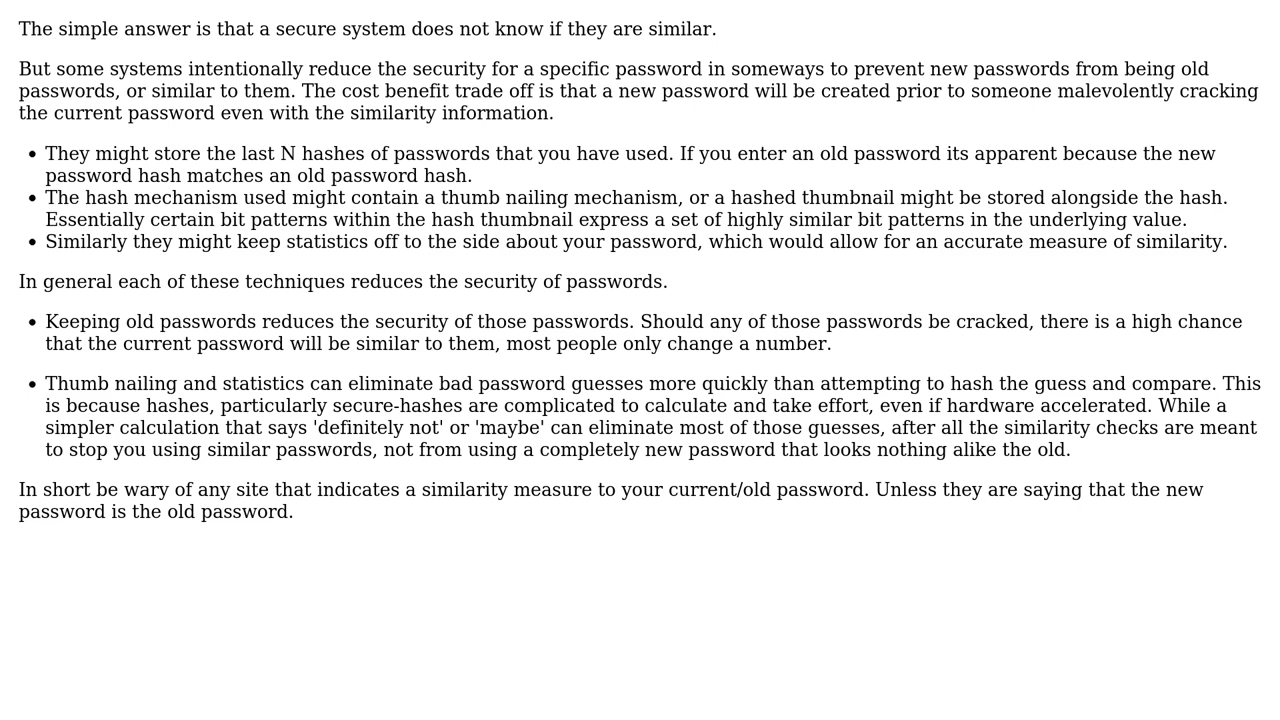 The simple answer is that a secure system does not know if they are similar.
But some systems intentionally reduce the security for a specific password in someways to prevent new passwords from being old
passwords, or similar to them. The cost benefit trade off is that a new password will be created prior to someone malevolently cracking
the current password even with the similarity information.
• They might store the last N hashes of passwords that you have used. If you enter an old password its apparent because the new
password hash matches an old password hash.
• The hash mechanism used might contain a thumb nailing mechanism, or a hashed thumbnail might be stored alongside the hash.
Essentially certain bit patterns within the hash thumbnail express a set of highly similar bit patterns in the underlying value.
• Similarly they might keep statistics off to the side about your password, which would allow for an accurate measure of similarity.
In general each of these techniques reduces the security of passwords.
• Keeping old passwords reduces the security of those passwords. Should any of those passwords be cracked, there is a high chance
that the current password will be similar to them, most people only change a number.
• Thumb nailing and statistics can eliminate bad password guesses more quickly than attempting to hash the guess and compare. This
is because hashes, particularly secure-hashes are complicated to calculate and take effort, even if hardware accelerated. While a
simpler calculation that says 'definitely not' or 'maybe' can eliminate most of those guesses, after all the similarity checks are meant
to stop you using similar passwords, not from using a completely new password that looks nothing alike the old.
In short be wary of any site that indicates a similarity measure to your current/old password. Unless they are saying that the new
password is the old password.